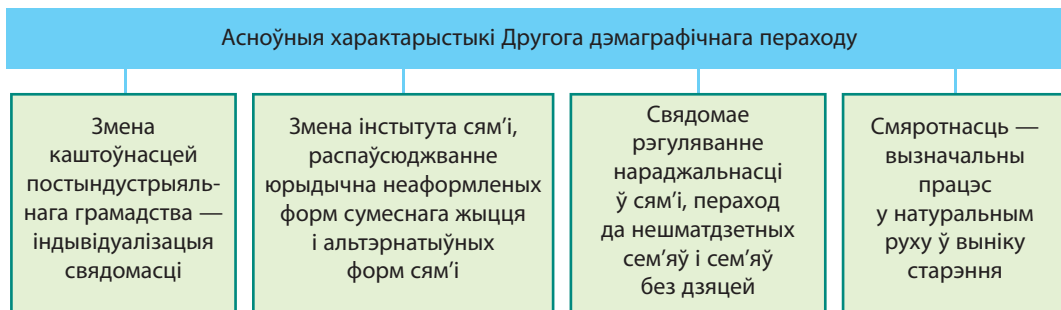 Асноўныя характарыстыкі Другога дэмаграфічнага пераходу
Змена
каштоўнасцей
постындустрыяль-
нага грамадства —
індывідуалізацыя
свядомасці
Змена інстытута сям’і,
распаўсюджванне
юрыдычна неаформленых
форм сумеснага жыцця
і альтэрнатыўных
форм сям’і
Свядомае
рэгуляванне
нараджальнасці
ў сям’і, пераход
да нешматдзетных
сем’яў і сем’яў
без дзяцей
Смяротнасць —
вызначальны
працэс
у натуральным
руху ў выніку
старэння